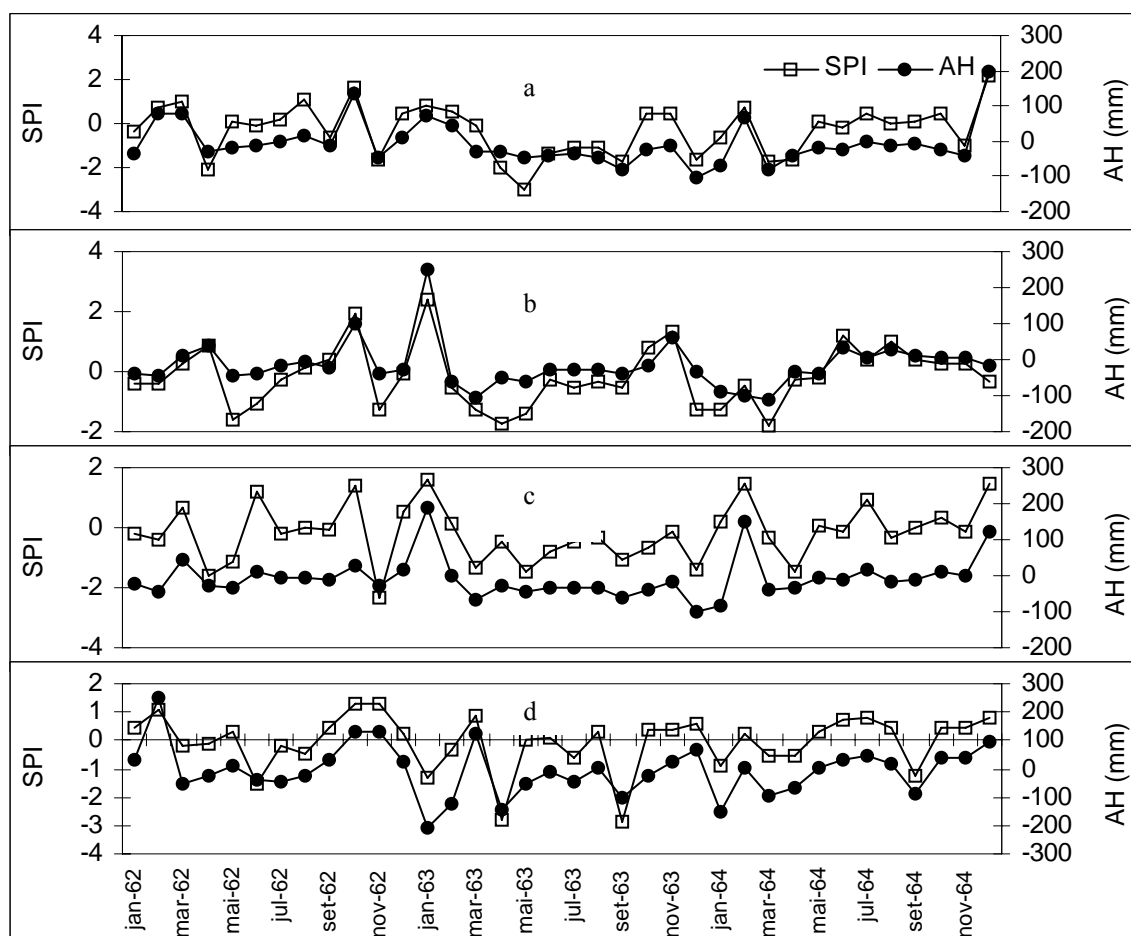 4
2
0
-2
-4
SPI
a
SPI
AH
300
200
100
0
-100
-200
AH (mm)
4
2
0
-2
SPI
b
300
200
100
0
-100
-200
AH (mm)
2
0
-2
-4
SPI
c
300
200
100
0
-100
-200
AH (mm)
2
1
0
-1
-2
-3
-4
SPI
d
300
200
100
0
-100
-200
-300
AH (mm)
jan-62
mar-62
mai-62
jul-62
set-62
nov-62
jan-63
mar-63
mai-63
jul-63
set-63
nov-63
jan-64
mar-64
mai-64
jul-64
set-64
nov-64